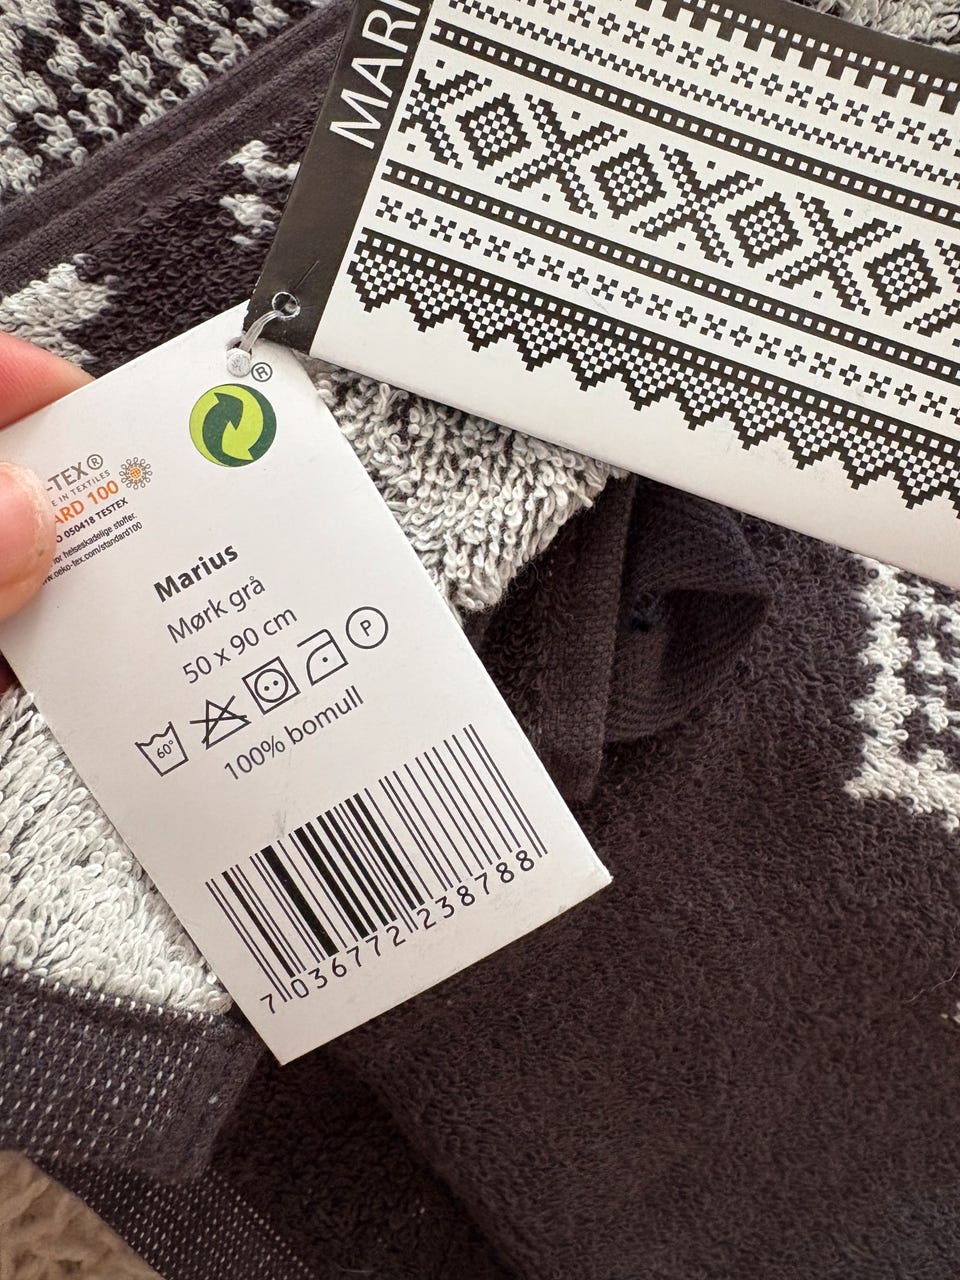 MARI
®
-TEX®
E IN TEXTILES
ARD 100
050418 TESTEX
for helseskadelige stoffer.
www.oeko-tex.com/standard100
Marius
Mørk grå
50 x 90 cm
60°
P
100% bomull
7 036772 238788